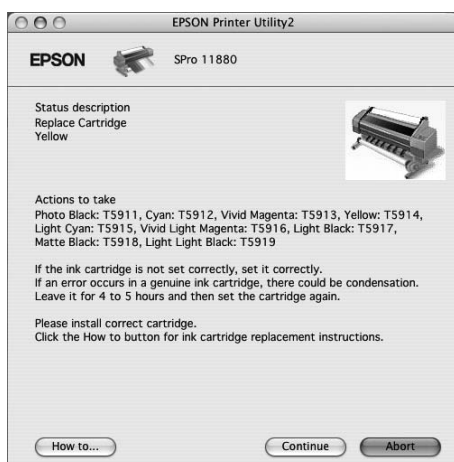 EPSON Printer Utility2
EPSON
SPro 11880
Status description
Replace Cartridge
Yellow
Actions to take
Photo Black: T5911, Cyan: T5912, Vivid Magenta: T5913, Yellow: T5914,
Light Cyan: T5915, Vivid Light Magenta: T5916, Light Black: T5917,
Matte Black: T5918, Light Light Black: T5919
If the ink cartridge is not set correctly, set it correctly.
If an error occurs in a genuine ink cartridge, there could be condensation.
Leave it for 4 to 5 hours and then set the cartridge again.
Please install correct cartridge.
Click the How to button for ink cartridge replacement instructions.
How to...
Continue
Abort